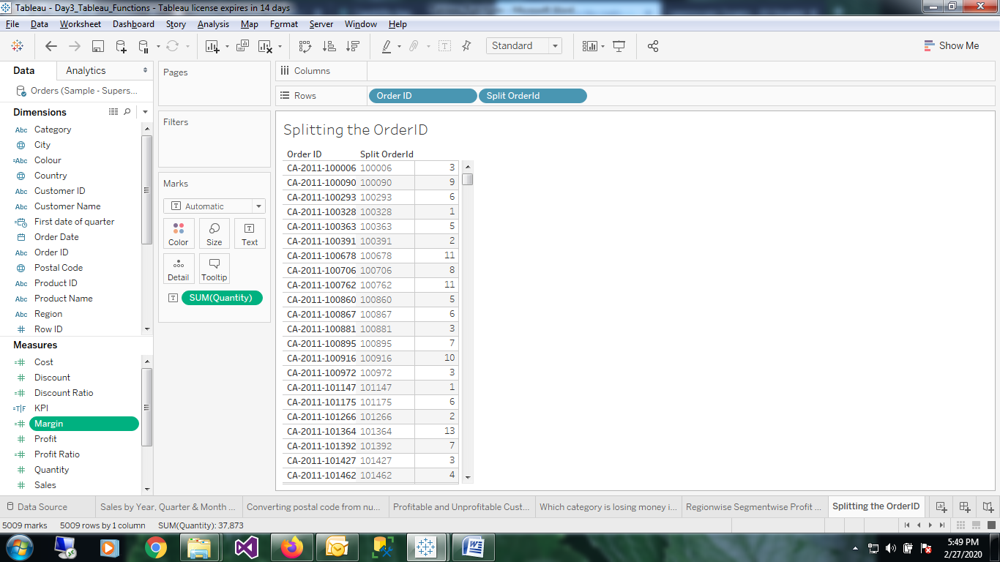 Tableau - Day3_Tableau_Functions - Tableau license expires in 14 days
File Data Worksheet Dashboard Story Analysis Map Format Server Window Help
Standard
Show Me
Data Analytics
Orders (Sample - Supers...
Dimensions
Abc Category
City
=Abc Colour
Country
Abc Customer ID
Abc Customer Name
First date of quarter
Order Date
Abc Order ID
Postal Code
Abc Product ID
Abc Product Name
Abc Region
# Row ID
Measures
=# Cost
# Discount
=# Discount Ratio
=T|F KPI
=# Margin
# Profit
=# Profit Ratio
# Quantity
# Sales
Pages
Filters
Marks
T Automatic
Color Size Text
Detail Tooltip
T SUM(Quantity)
Columns
Rows Order ID Split OrderId
Splitting the OrderID
Order ID Split OrderId
CA-2011-100006 100006 3
CA-2011-100090 100090 9
CA-2011-100293 100293 6
CA-2011-100328 100328 1
CA-2011-100363 100363 5
CA-2011-100391 100391 2
CA-2011-100678 100678 11
CA-2011-100706 100706 8
CA-2011-100762 100762 11
CA-2011-100860 100860 5
CA-2011-100867 100867 6
CA-2011-100881 100881 3
CA-2011-100895 100895 7
CA-2011-100916 100916 10
CA-2011-100972 100972 3
CA-2011-101147 101147 1
CA-2011-101175 101175 6
CA-2011-101266 101266 2
CA-2011-101364 101364 13
CA-2011-101392 101392 7
CA-2011-101427 101427 3
CA-2011-101462 101462 4
Data Source Sales by Year, Quarter & Month ... Converting postal code from nu... Profitable and Unprofitable Cust... Which category is losing money i... Regionwise Segmentwise Profit ... Splitting the OrderID
5009 marks 5009 rows by 1 column SUM(Quantity): 37,873
5:49 PM
2/27/2020